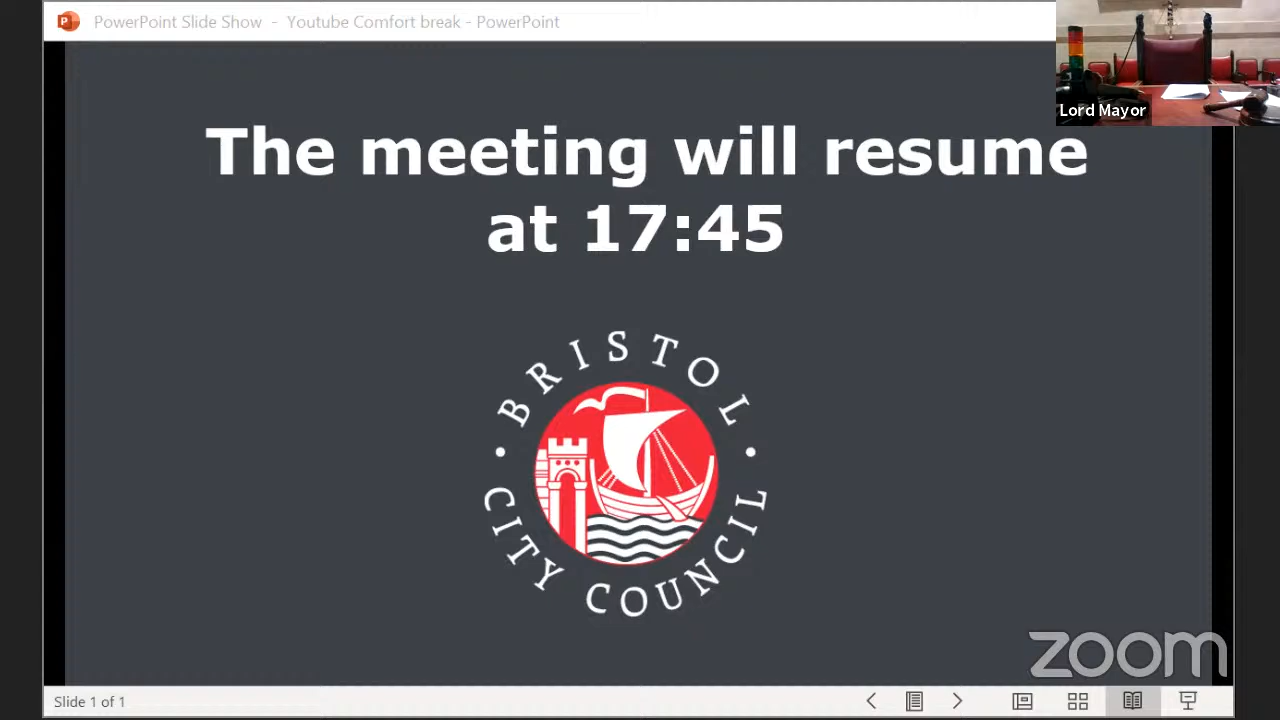 PowerPoint Slide Show - Youtube Comfort break - PowerPoint
Lord Mayor
The meeting will resume
at 17:45
· BRISTOL ·
CITY COUNCIL
zoom
Slide 1 of 1